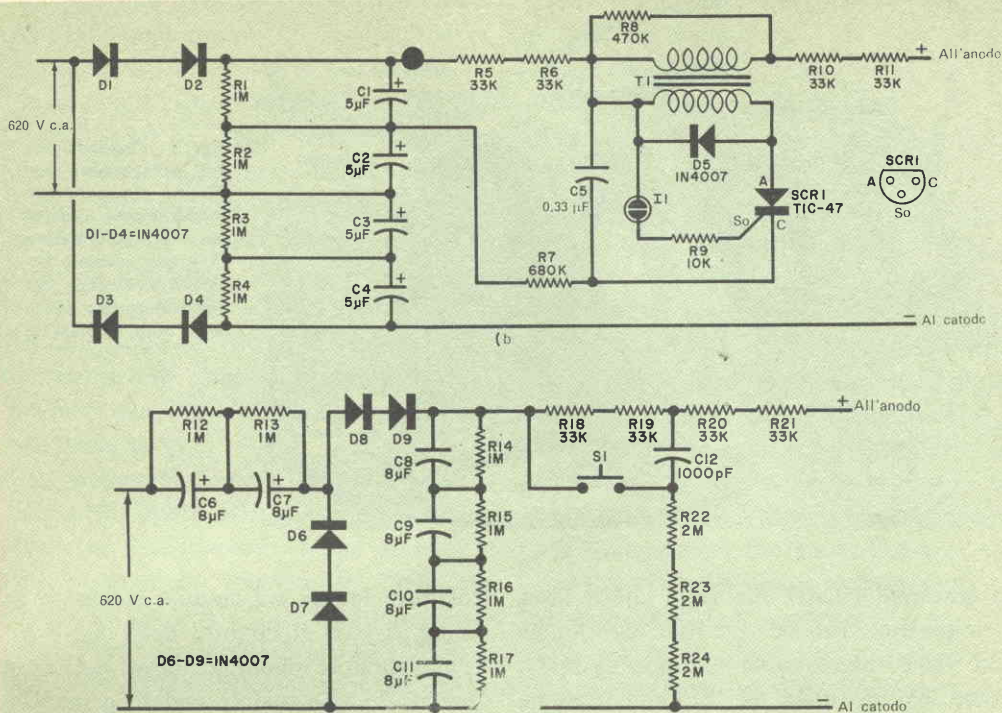 R8
470K
+
All'anodo
D1
D2
R1
1M
C1
5µF
+
R5
33K
R6
33K
T1
R10
33K
R11
33K
620 V c.a.
R2
1M
C2
5µF
+
C5
0,33 µF
D5
1N4007
A
SCR1
TIC-47
SCR1
A
C
So
I1
So
C
D1-D4=1N4007
R3
1M
C3
5µF
+
R9
10K
R7
680K
R4
1M
C4
5µF
+
D3
D4
− Al catodo
(b
R12
1M
R13
1M
D8
D9
+
All'anodo
C6
8µF
+
C7
8µF
+
C8
8µF
R14
1M
R18
33K
R19
33K
R20
33K
R21
33K
S1
C12
1000pF
D6
C9
8µF
R15
1M
R22
2M
620 V c.a.
D7
C10
8µF
R16
1M
R23
2M
D6-D9=1N4007
C11
8µF
R17
1M
R24
2M
− Al catodo